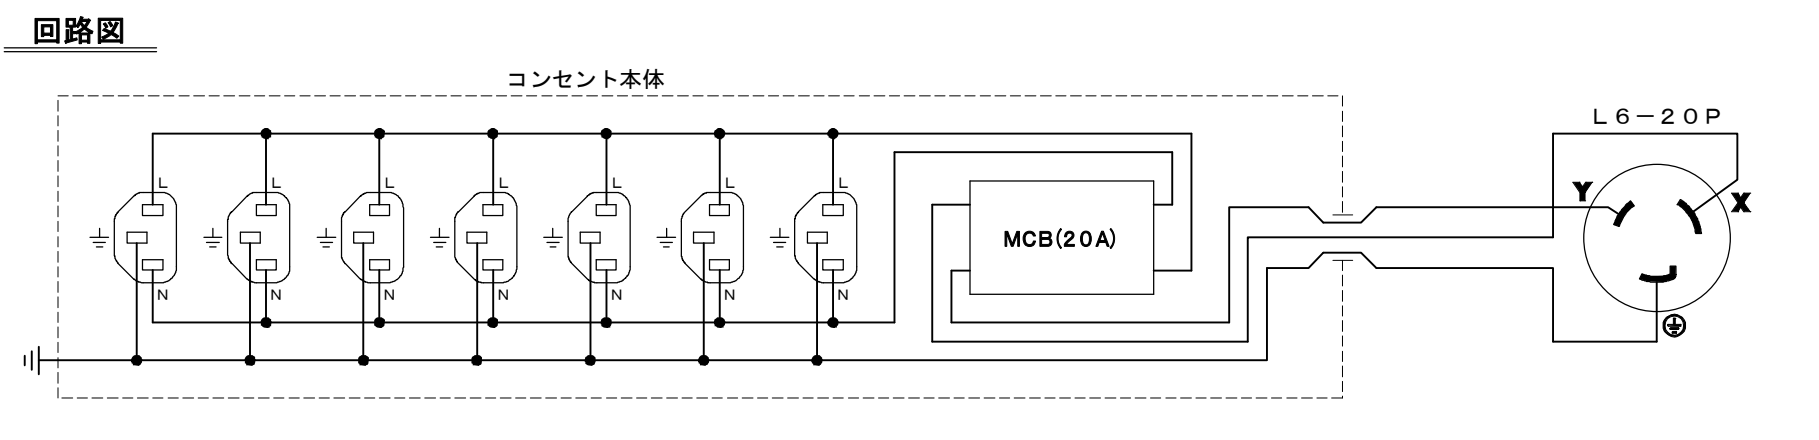 回路図
コンセント本体
L6-20P
L L L L L L L
Y
X
MCB(20A)
N N N N N N N